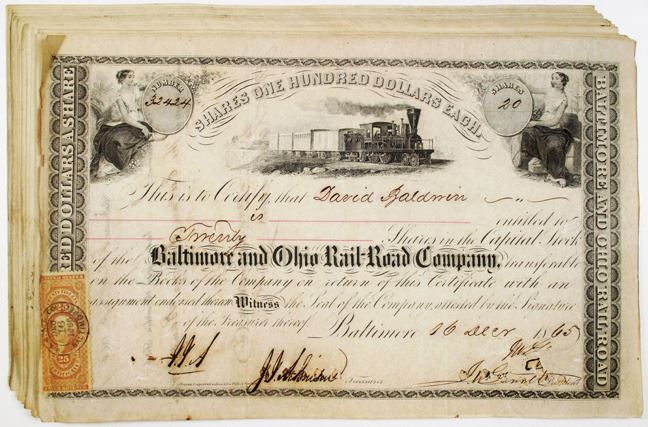 NUMBER
32424
SHARES ONE HUNDRED DOLLARS EACH.
SHARES
20
RED DOLLARS A SHARE
BALTIMORE AND OHIO RAIL ROAD
This is to Certify, that David Baldwin
is entitled to
Twenty Shares in the Capital Stock
of the Baltimore and Ohio Rail-Road Company, transferable
on the Books of the Company on return of this Certificate with an
assignment endorsed thereon Witness the Seal of the Company, attested by the Signature
of the Treasurer thereof. Baltimore 16 Decr 1865
25
Treasurer
President